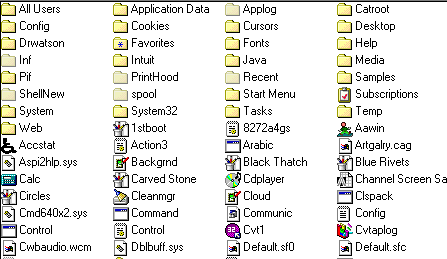 All Users Application Data Applog Catroot
Config Cookies Cursors Desktop
Drwatson Favorites Fonts Help
Inf Intuit Java Media
Pif PrintHood Recent Samples
ShellNew spool Start Menu Subscriptions
System System32 Tasks Temp
Web 1stboot 8272a4gs Aawin
Accstat Action3 Arabic Artgalry.cag
Aspi2hlp.sys Backgrnd Black Thatch Blue Rivets
Calc Carved Stone Cdplayer Channel Screen Sa
Circles Cleanmgr Cloud Clspack
Cmd640x2.sys Command Communic Config
Control Control Cvt1 Cvtaplog
Cwbaudio.wcm Dblbuff.sys Default.sf0 Default.sfc